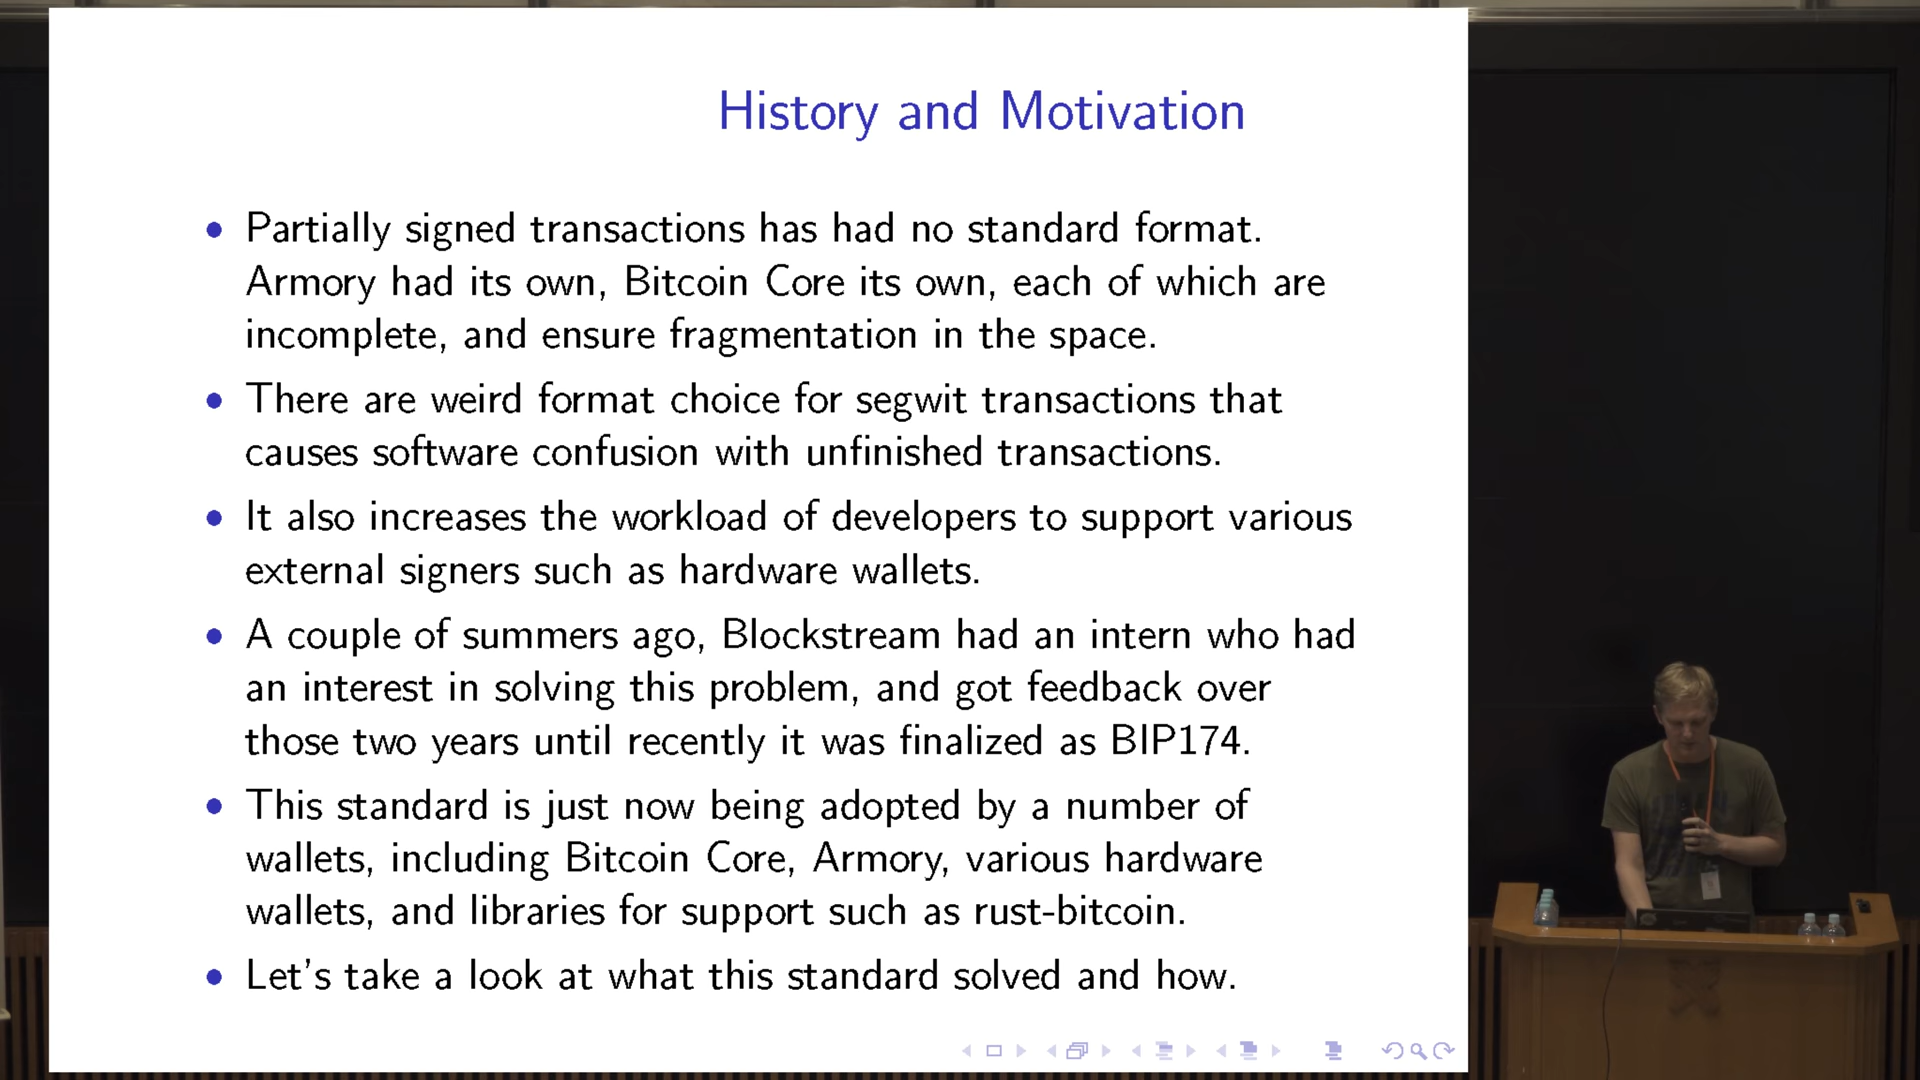 History and Motivation
Partially signed transactions has had no standard format.
Armory had its own, Bitcoin Core its own, each of which are
incomplete, and ensure fragmentation in the space.
There are weird format choice for segwit transactions that
causes software confusion with unfinished transactions.
It also increases the workload of developers to support various
external signers such as hardware wallets.
A couple of summers ago, Blockstream had an intern who had
an interest in solving this problem, and got feedback over
those two years until recently it was finalized as BIP174.
This standard is just now being adopted by a number of
wallets, including Bitcoin Core, Armory, various hardware
wallets, and libraries for support such as rust-bitcoin.
Let's take a look at what this standard solved and how.